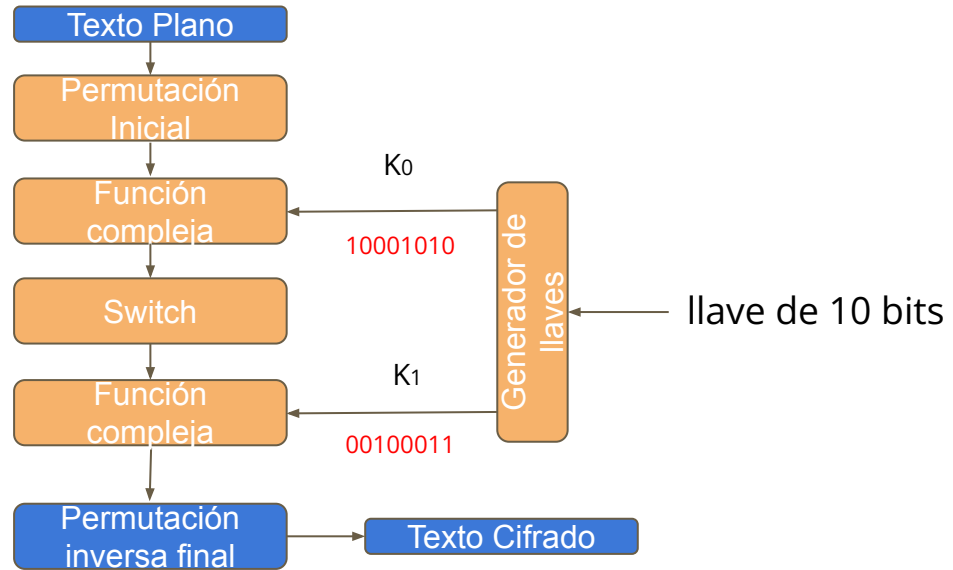 Texto Plano
Permutación
Inicial
K0
Función
compleja
10001010
Generador de
llaves
Switch
llave de 10 bits
K1
Función
compleja
00100011
Permutación
inversa final
Texto Cifrado